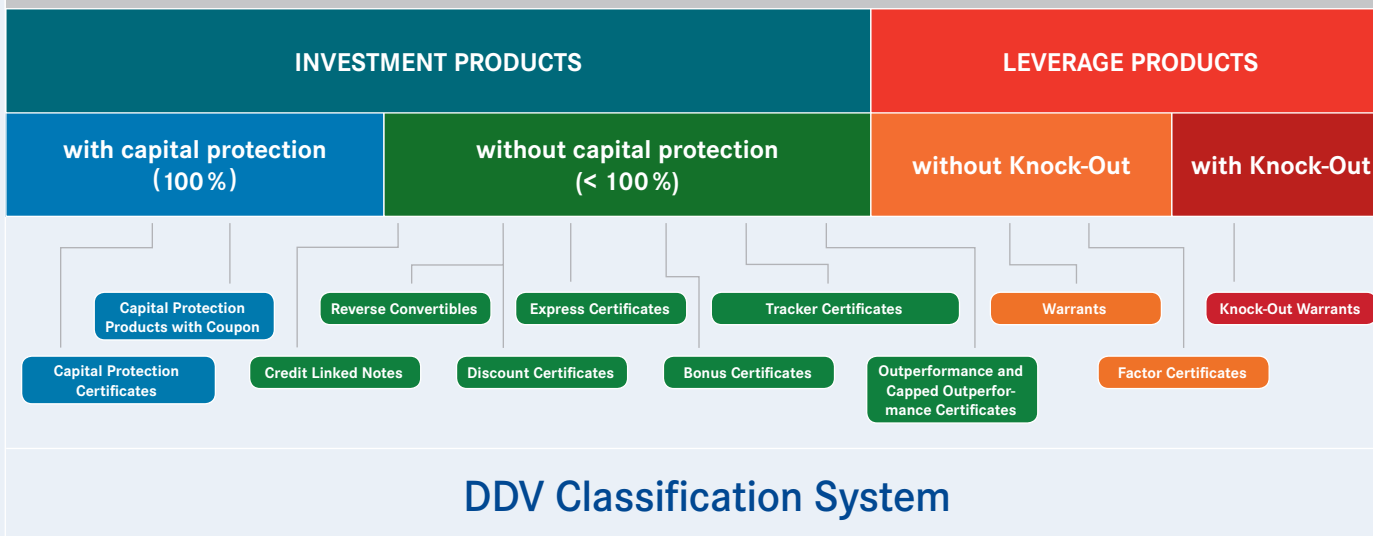 INVESTMENT PRODUCTS
LEVERAGE PRODUCTS
with capital protection
(100 %)
without capital protection
(< 100 %)
without Knock-Out
with Knock-Out
Capital Protection
Products with Coupon
Reverse Convertibles
Express Certificates
Tracker Certificates
Warrants
Knock-Out Warrants
Capital Protection
Certificates
Credit Linked Notes
Discount Certificates
Bonus Certificates
Outperformance and
Capped Outperfor-
mance Certificates
Factor Certificates
DDV Classification System